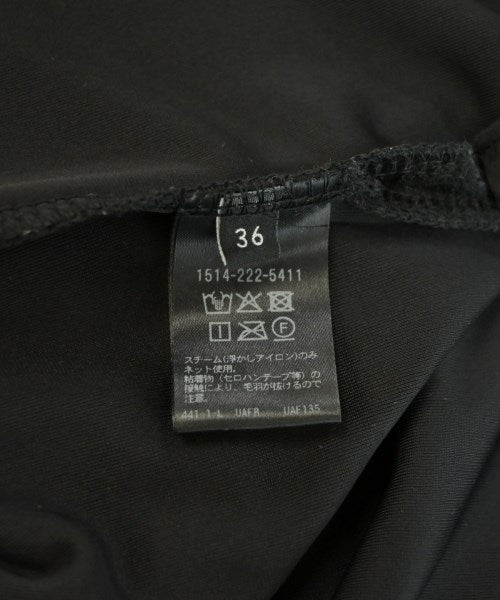 36
1514-222-5411
スチーム(浮かしアイロン)のみ
ネット使用。
粘着物(セロハンテープ等)の
接触により、毛羽が抜けるので
注意。
441-1-L UAF8 UAF135